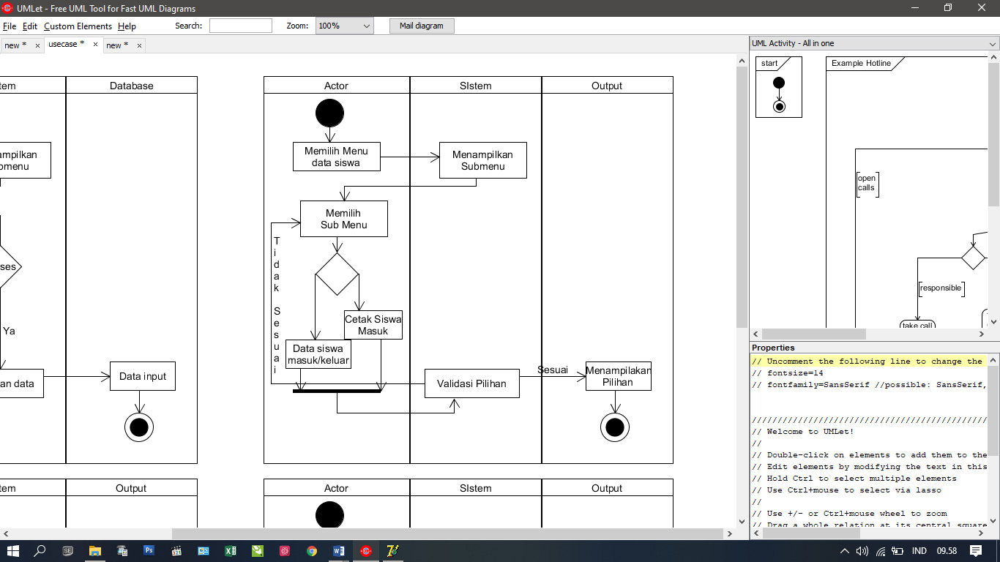 UMLet - Free UML Tool for Fast UML Diagrams
File Edit Custom Elements Help Search: Zoom: 100% Mail diagram
new * usecase * new *
tem Database
ampilkan
omenu
ses
Ya
an data
Data input
tem Output
Actor SIstem Output
Memilih Menu
data siswa
Menampilkan
Submenu
Memilih
Sub Menu
Tidak Sesuai
Cetak Siswa
Masuk
Data siswa
masuk/keluar
Validasi Pilihan
Sesuai
Menampilakan
Pilihan
Actor SIstem Output
UML Activity - All in one
start
Example Hotline
open
calls
responsible
take call
Properties
// Uncomment the following line to change the
// fontsize=14
// fontfamily=SansSerif //possible: SansSerif,
//////////////////////////////////////////////
// Welcome to UMLet!
//
// Double-click on elements to add them to the
// Edit elements by modifying the text in this
// Hold Ctrl to select multiple elements
// Use Ctrl+mouse to select via lasso
//
// Use +/- or Ctrl+mouse wheel to zoom
// Drag a whole relation at its central square
IND 09.58